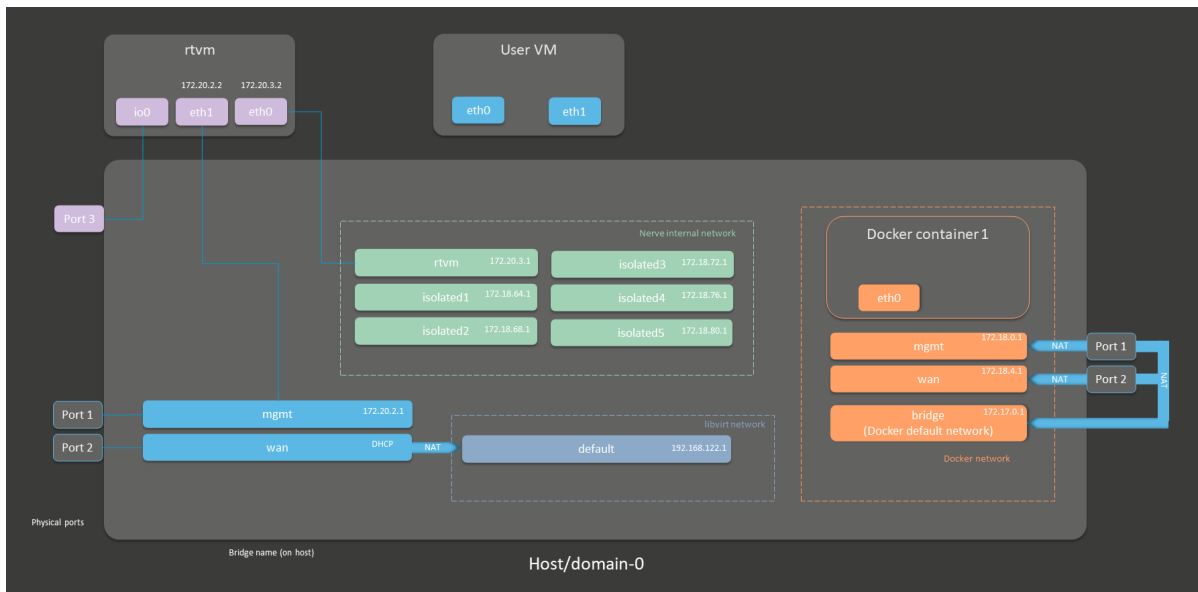 rtvm
172.20.2.2
172.20.3.2
io0
eth1
eth0
User VM
eth0
eth1
Port 3
Nerve internal network
rtvm
172.20.3.1
isolated3
172.18.72.1
isolated1
172.18.64.1
isolated4
172.18.76.1
isolated2
172.18.68.1
isolated5
172.18.80.1
Docker container 1
eth0
mgmt
172.18.0.1
NAT
Port 1
wan
172.18.4.1
NAT
Port 2
NAT
bridge
(Docker default network)
172.17.0.1
Docker network
Port 1
mgmt
172.20.2.1
Port 2
wan
DHCP
NAT
libvirt network
default
192.168.122.1
Physical ports
Bridge name (on host)
Host/domain-0